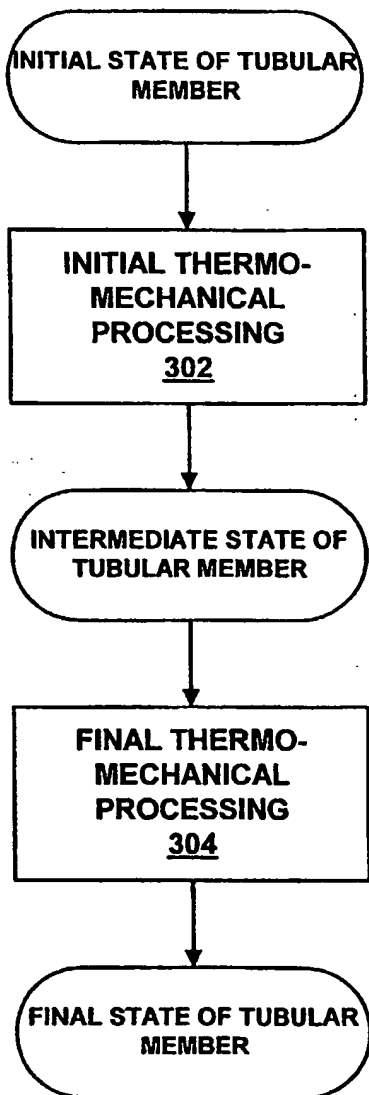 INITIAL STATE OF TUBULAR
MEMBER
INITIAL THERMO-
MECHANICAL
PROCESSING
302
INTERMEDIATE STATE OF
TUBULAR MEMBER
FINAL THERMO-
MECHANICAL
PROCESSING
304
FINAL STATE OF TUBULAR
MEMBER